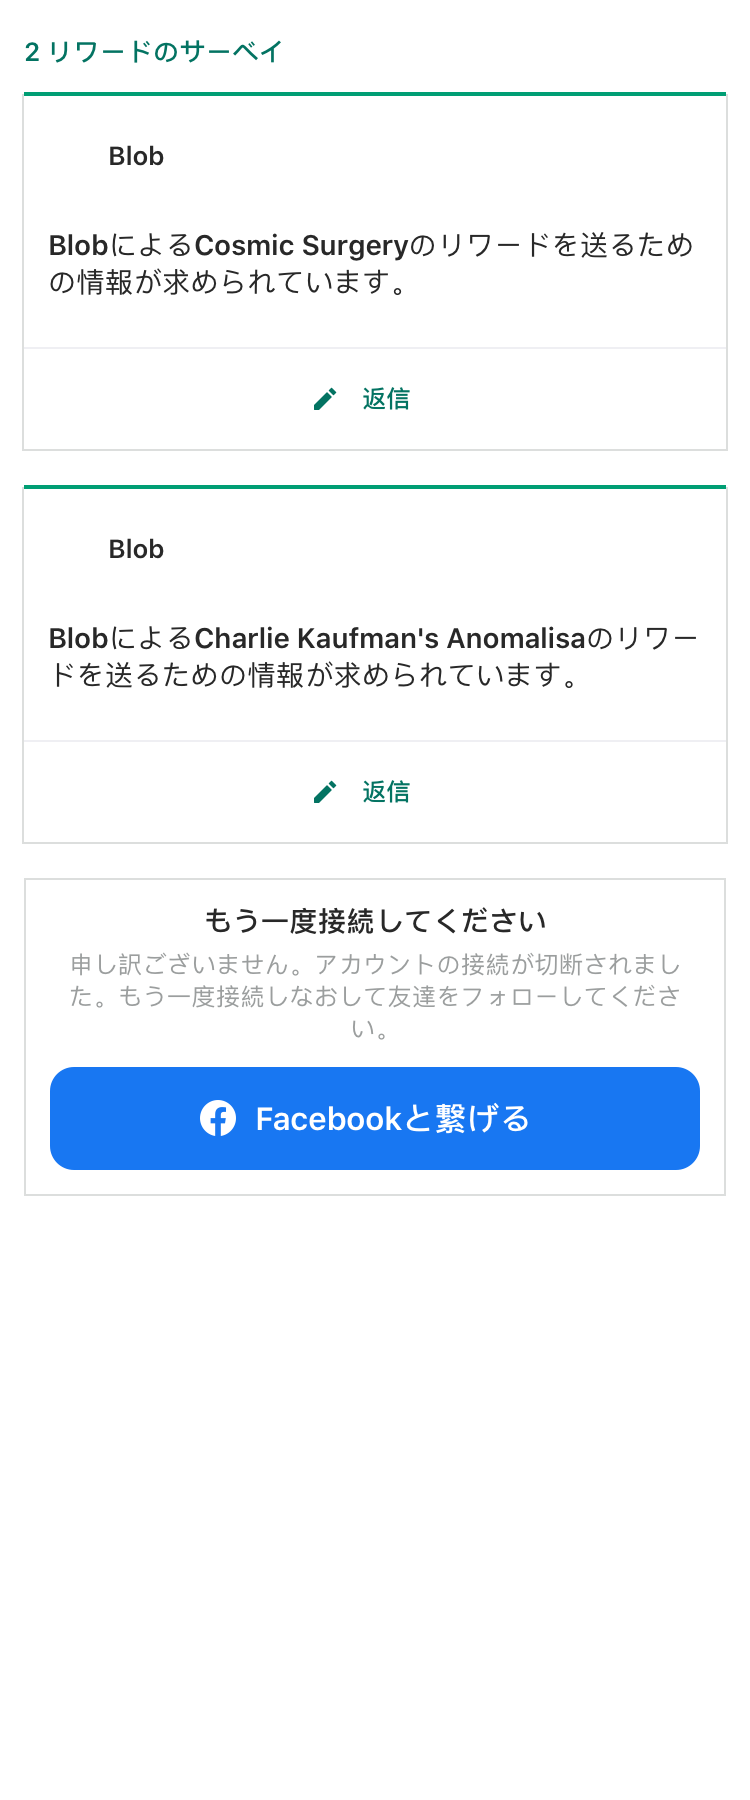 2 リワードのサーベイ
Blob
BlobによるCosmic Surgeryのリワードを送るため
の情報が求められています。
返信
Blob
BlobによるCharlie Kaufman's Anomalisaのリワー
ドを送るための情報が求められています。
返信
もう一度接続してください
申し訳ございません。アカウントの接続が切断されまし
た。もう一度接続しなおして友達をフォローしてくださ
い。
Facebookと繋げる